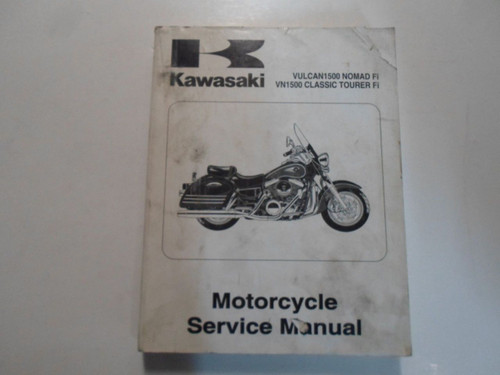 Kawasaki
VULCAN1500 NOMAD Fi
VN1500 CLASSIC TOURER Fi
Motorcycle
Service Manual